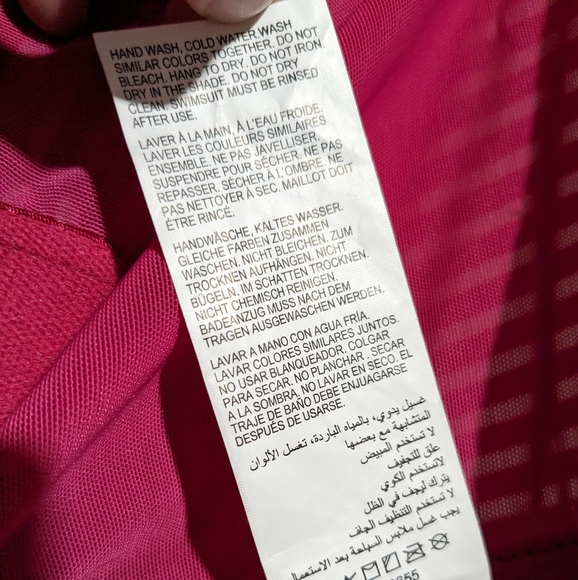 HAND WASH, COLD WATER.WASH
SIMILAR COLORS TOGETHER. DO NOT
BLEACH. HANG TO DRY. DO NOT IRON.
DRY IN THE SHADE. DO NOT DRY
CLEAN. SWIMSUIT MUST BE RINSED
AFTER USE.
LAVER À LA MAIN, À L'EAU FROIDE.
LAVER LES COULEURS SIMILAIRES
ENSEMBLE. NE PAS JAVELLISER.
SUSPENDRE POUR SÉCHER. NE PAS
REPASSER. SÉCHER À L'OMBRE. NE
PAS NETTOYER À SEC. MAILLOT DOIT
ÊTRE RINCÉ.
HANDWÄSCHE, KALTES WASSER.
GLEICHE FARBEN ZUSAMMEN
WASCHEN. NICHT BLEICHEN. ZUM
TROCKNEN AUFHÄNGEN. NICHT
BÜGELN. IM SCHATTEN TROCKNEN.
NICHT CHEMISCH REINIGEN.
BADEANZUG MUSS NACH DEM
TRAGEN AUSGEWASCHEN WERDEN.
LAVAR A MANO CON AGUA FRÍA.
LAVAR COLORES SIMILARES JUNTOS.
NO USAR BLANQUEADOR. COLGAR
PARA SECAR. NO PLANCHAR . SECAR
A LA SOMBRA. NO LAVAR EN SECO. EL
TRAJE DE BAÑO DEBE ENJUAGARSE
DESPUÉS DE USARSE.
غسيل يدوي، بالمياه الباردة، تغسل الألوان
المتشابهة مع بعضها
لا تستخدم المبيض
علق للتجفيف
لاتستخدم الكوي
يترك ليجف في الظل
لا تستخدم التنظيف الجاف
يجب غسل ملابس السباحة بعد الاستعمال